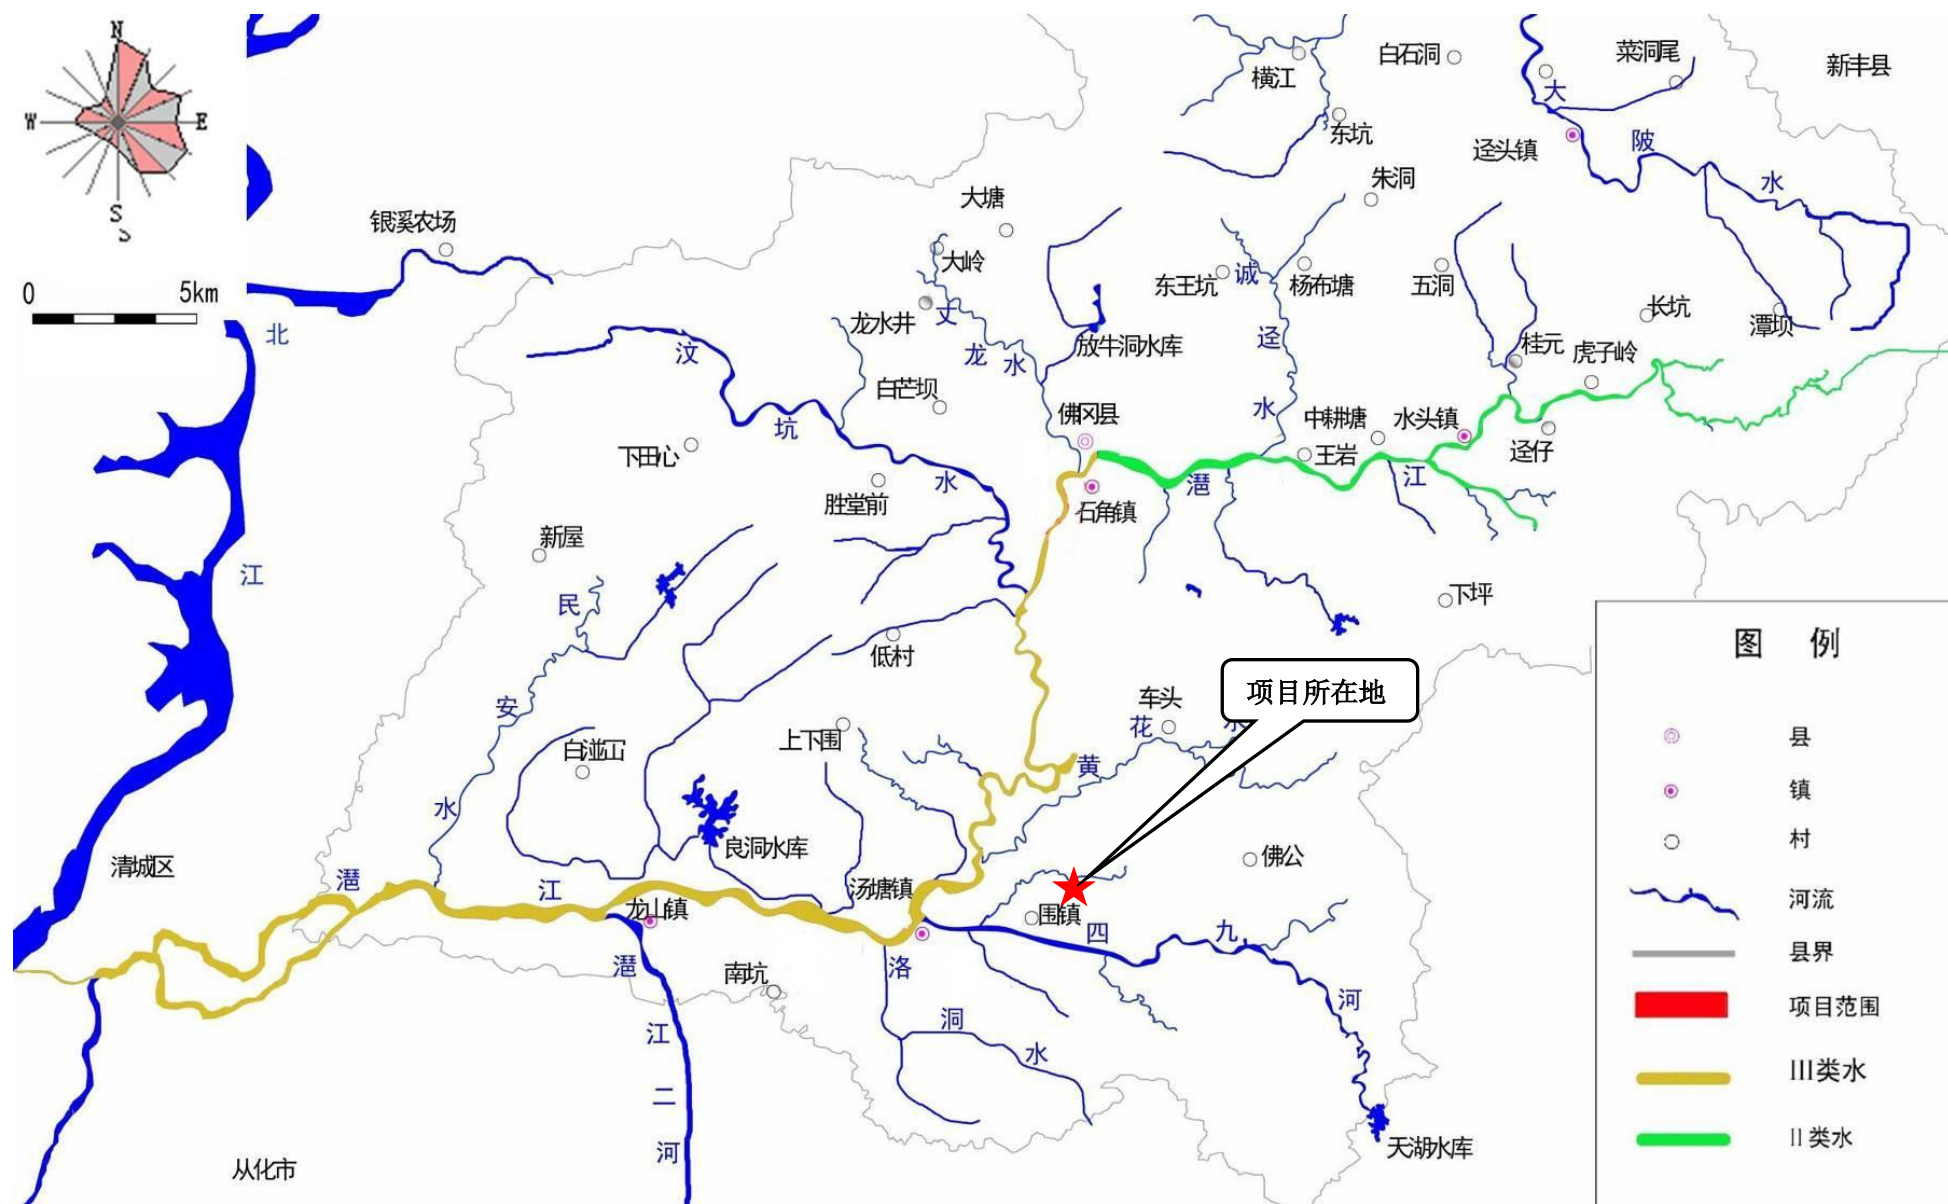 N
W
E
S
0
5km
横江
白石洞
大
菜洞尾
新丰县
东坑
迳头镇
陂
水
朱洞
大塘
银溪农场
大岭
东王坑
诚
杨布塘
五洞
长坑
潭坝
龙水井
丈
龙
水
放牛洞水库
迳
水
北
汶
坑
水
白芒坝
佛冈县
中耕塘
水头镇
桂元
虎子岭
迳仔
王岩
江
潖
石角镇
下田心
胜堂前
新屋
江
民
安
水
低村
下坪
项目所在地
车头
花
水
黄
上下围
良洞水库
佛公
清城区
潖
江
龙山镇
汤塘镇
围镇
四
九
河
潖
江
二
河
南坑
洛
洞
水
天湖水库
从化市
图 例
县
镇
村
河流
县界
项目范围
III类水
II类水